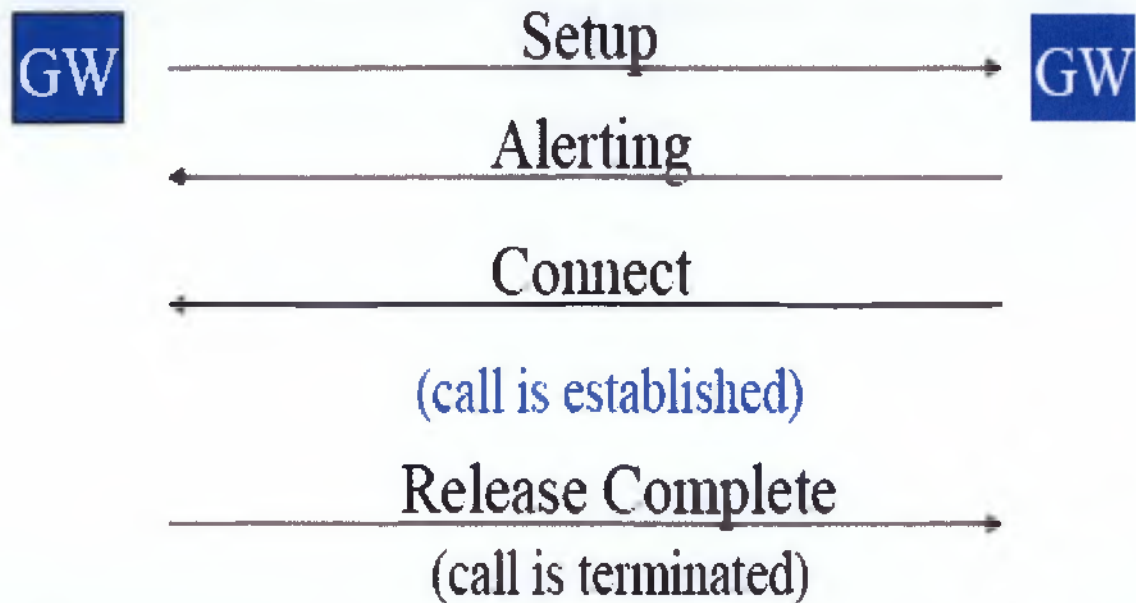 GW
Setup
GW
Alerting
Connect
(call is established)
Release Complete
(call is terminated)